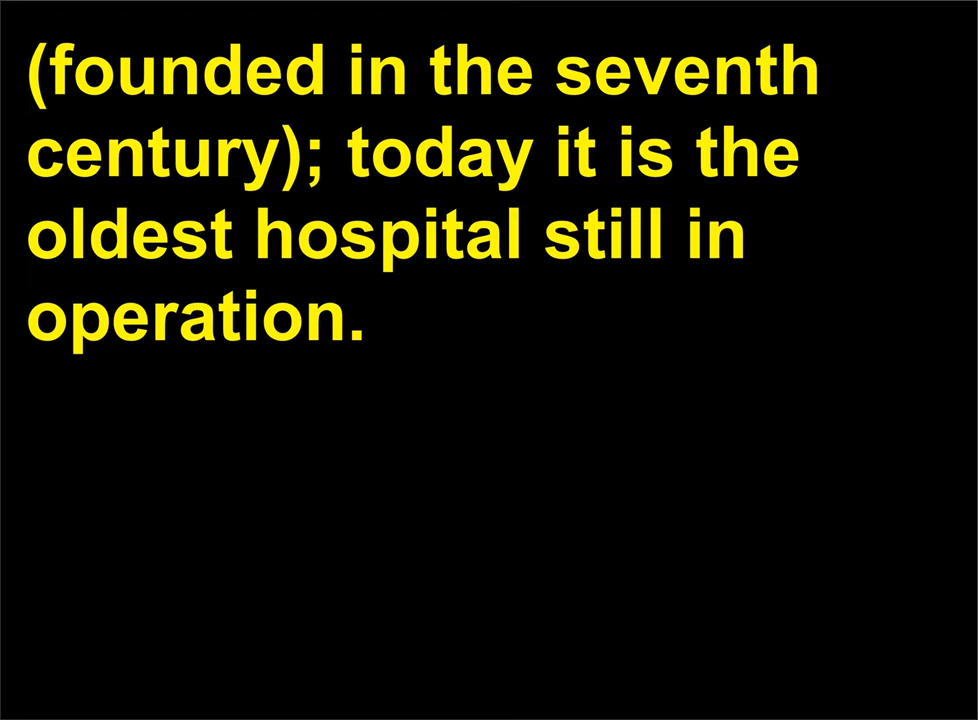 (founded in the seventh
century); today it is the
oldest hospital still in
operation.